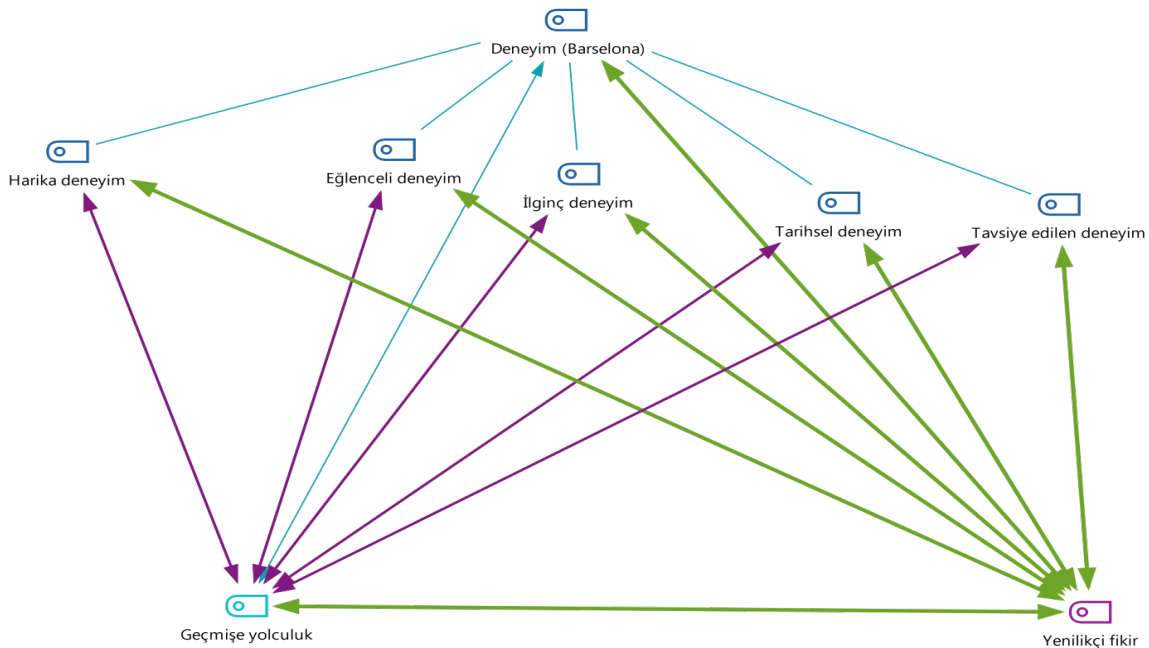 Deneyim (Barselona)
Harika deneyim
Eğlenceli deneyim
İlginç deneyim
Tarihsel deneyim
Tavsiye edilen deneyim
Geçmişe yolculuk
Yenilikçi fikir